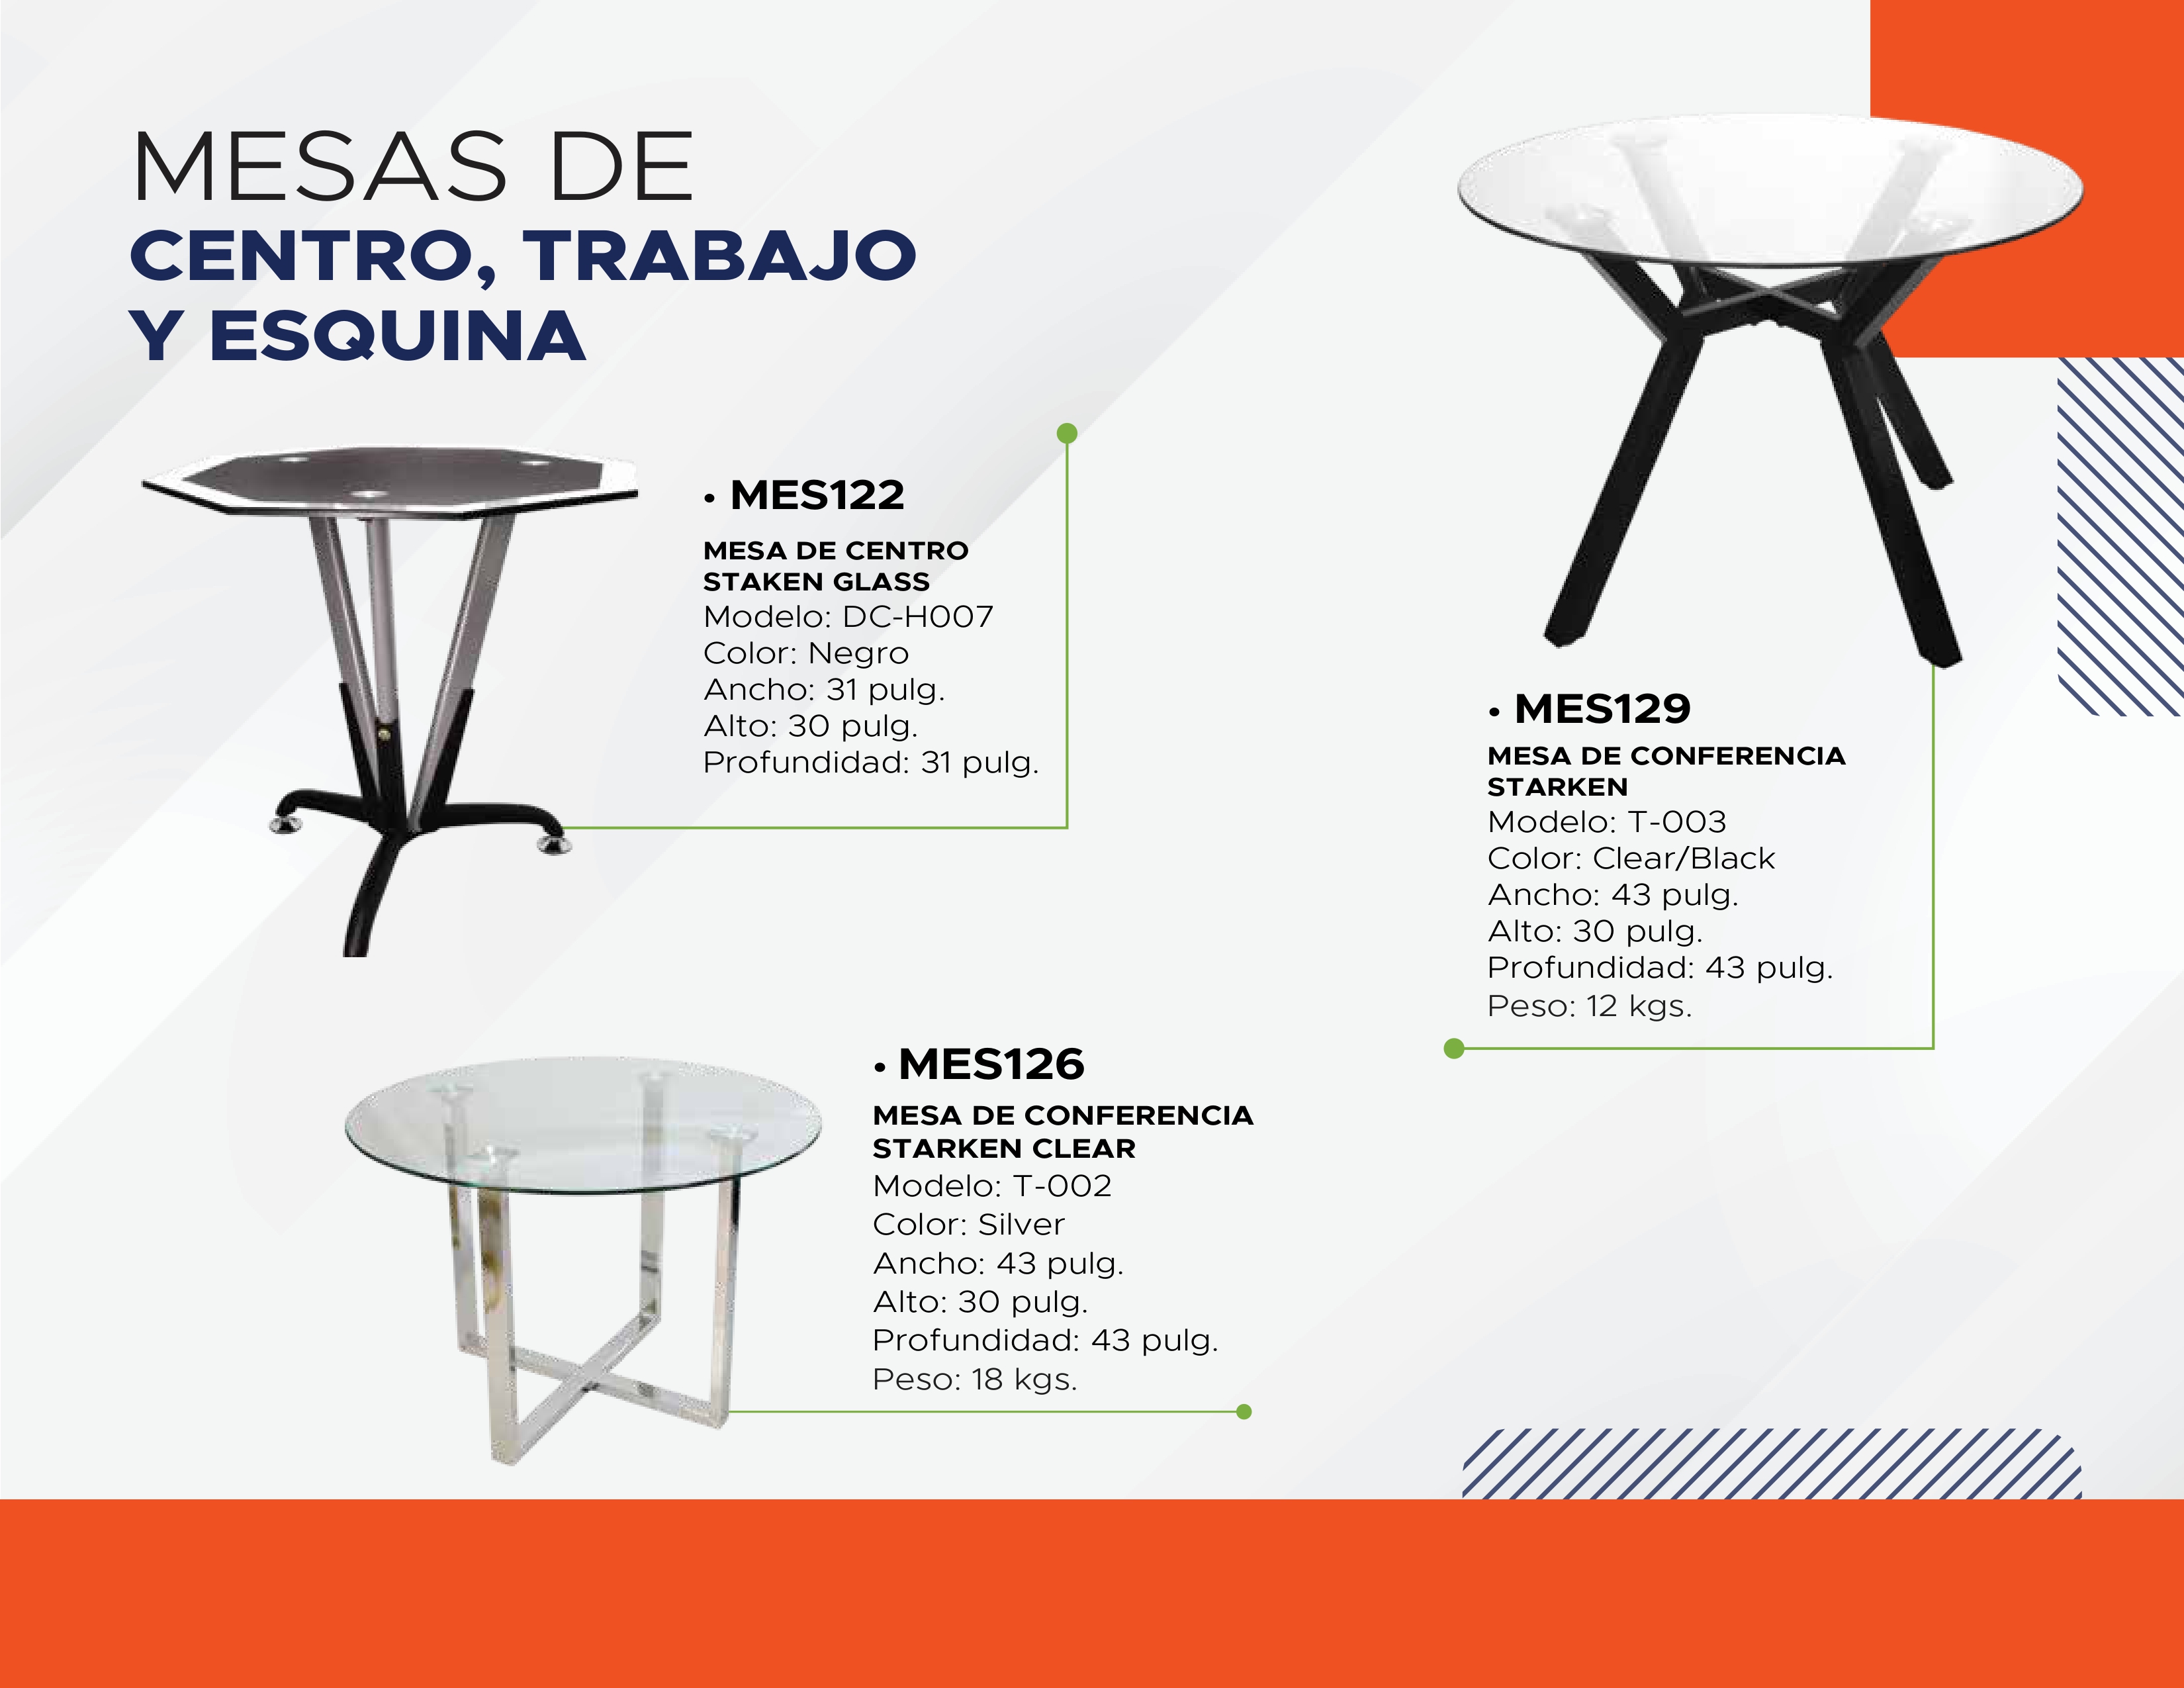 MESAS DE
CENTRO, TRABAJO
Y ESQUINA
• MES122
MESA DE CENTRO
STAKEN GLASS
Modelo: DC-H007
Color: Negro
Ancho: 31 pulg.
Alto: 30 pulg.
Profundidad: 31 pulg.
• MES129
MESA DE CONFERENCIA
STARKEN
Modelo: T-003
Color: Clear/Black
Ancho: 43 pulg.
Alto: 30 pulg.
Profundidad: 43 pulg.
Peso: 12 kgs.
• MES126
MESA DE CONFERENCIA
STARKEN CLEAR
Modelo: T-002
Color: Silver
Ancho: 43 pulg.
Alto: 30 pulg.
Profundidad: 43 pulg.
Peso: 18 kgs.